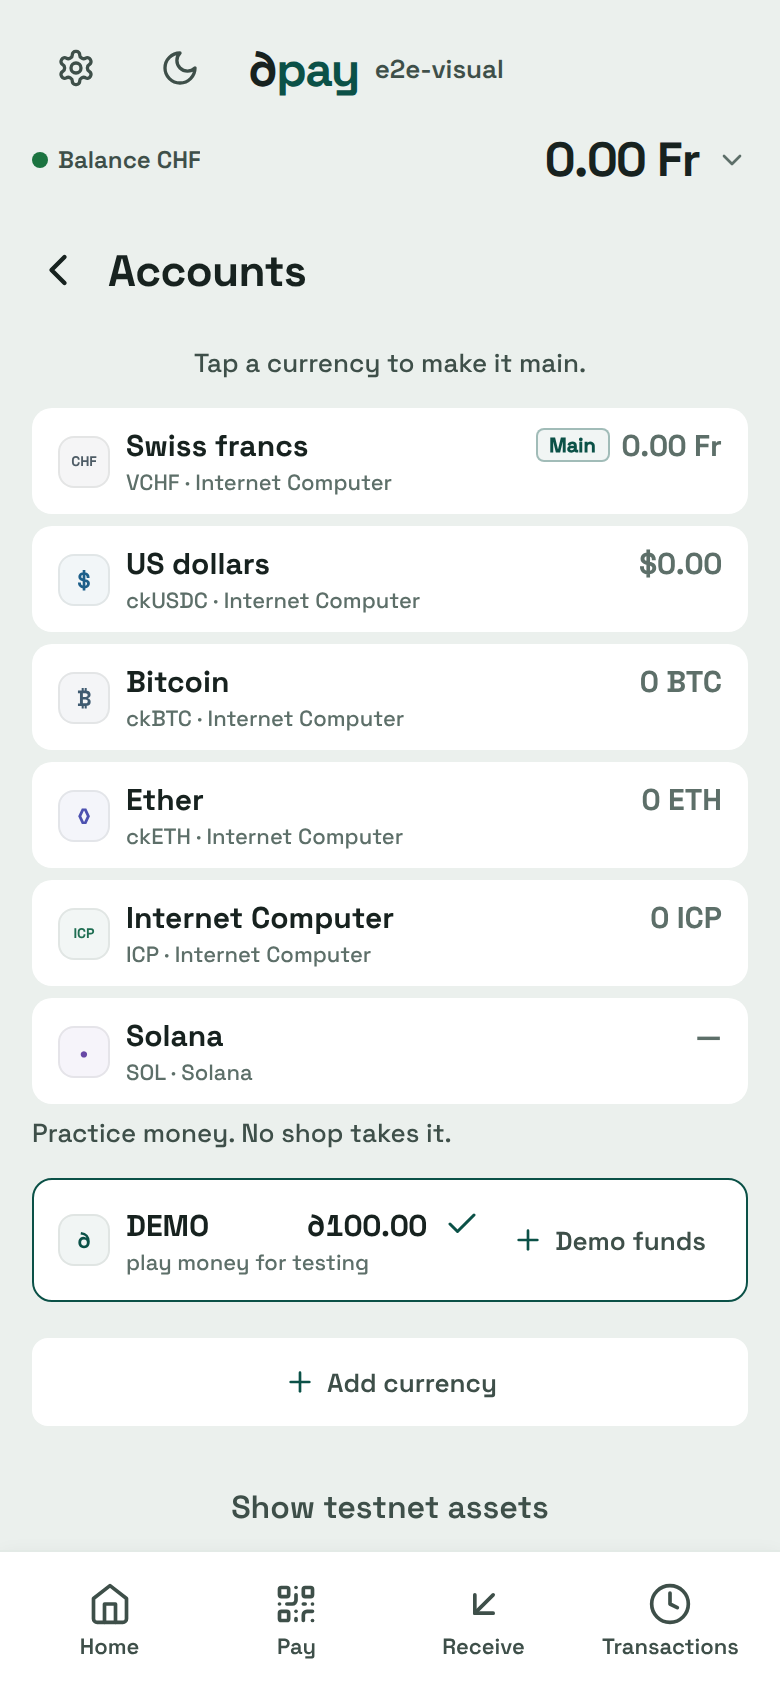 ∂pay e2e-visual
Balance CHF 0.00 Fr
Accounts
Tap a currency to make it main.
CHF Swiss francs Main 0.00 Fr
VCHF · Internet Computer
$ US dollars $0.00
ckUSDC · Internet Computer
₿ Bitcoin 0 BTC
ckBTC · Internet Computer
Ether 0 ETH
ckETH · Internet Computer
ICP Internet Computer 0 ICP
ICP · Internet Computer
Solana —
SOL · Solana
Practice money. No shop takes it.
∂ DEMO ∂100.00 + Demo funds
play money for testing
+ Add currency
Show testnet assets
Home Pay Receive Transactions